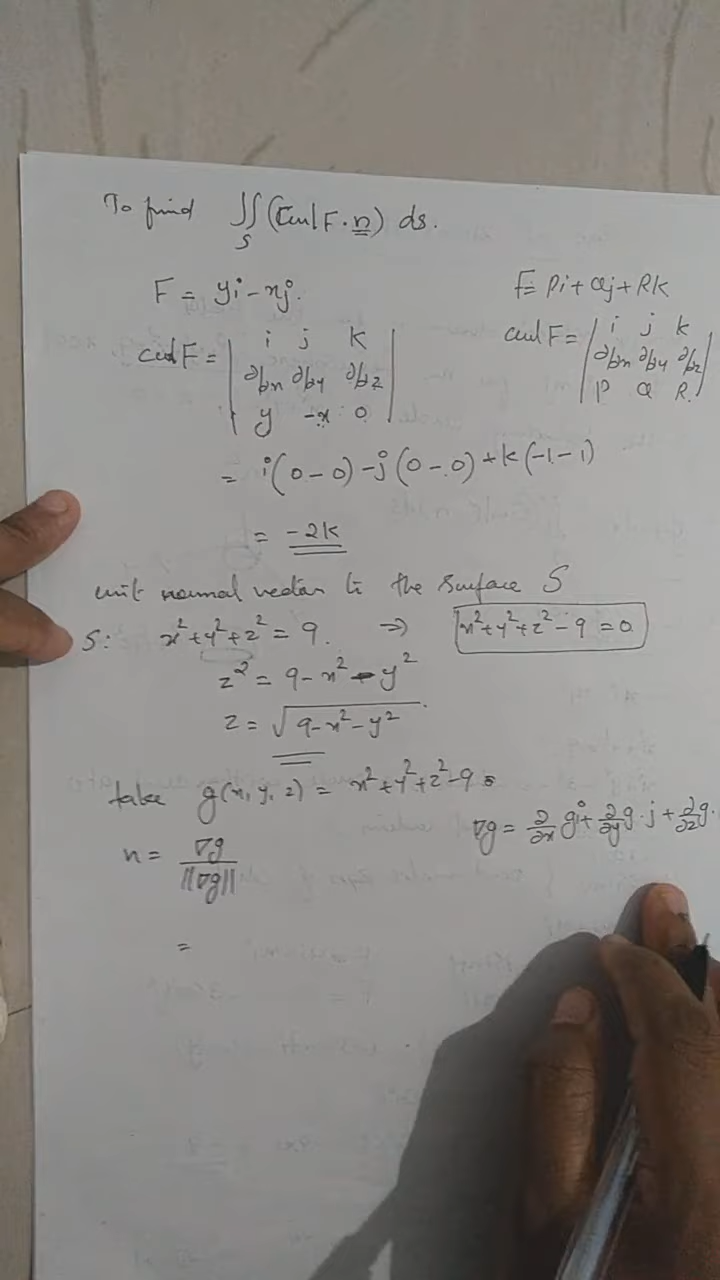 To find ∬_S (Curl F · n) ds.
F = yi - xj.
F = Pi + Qj + Rk
curl F = | i j k |
| ∂/∂x ∂/∂y ∂/∂z |
| y -x 0 |
curl F = | i j k |
| ∂/∂x ∂/∂y ∂/∂z |
| P Q R |
= i(0-0) - j(0-0) + k(-1-1)
= -2k
unit normal vector to the surface S
S: x² + y² + z² = 9. ⇒ x² + y² + z² - 9 = 0
z² = 9 - x² - y²
z = √(9 - x² - y²)
take g(x, y, z) = x² + y² + z² - 9
∇g = ∂/∂x g i + ∂/∂y g · j + ∂/∂z g ·
n = ∇g / ||∇g||
=